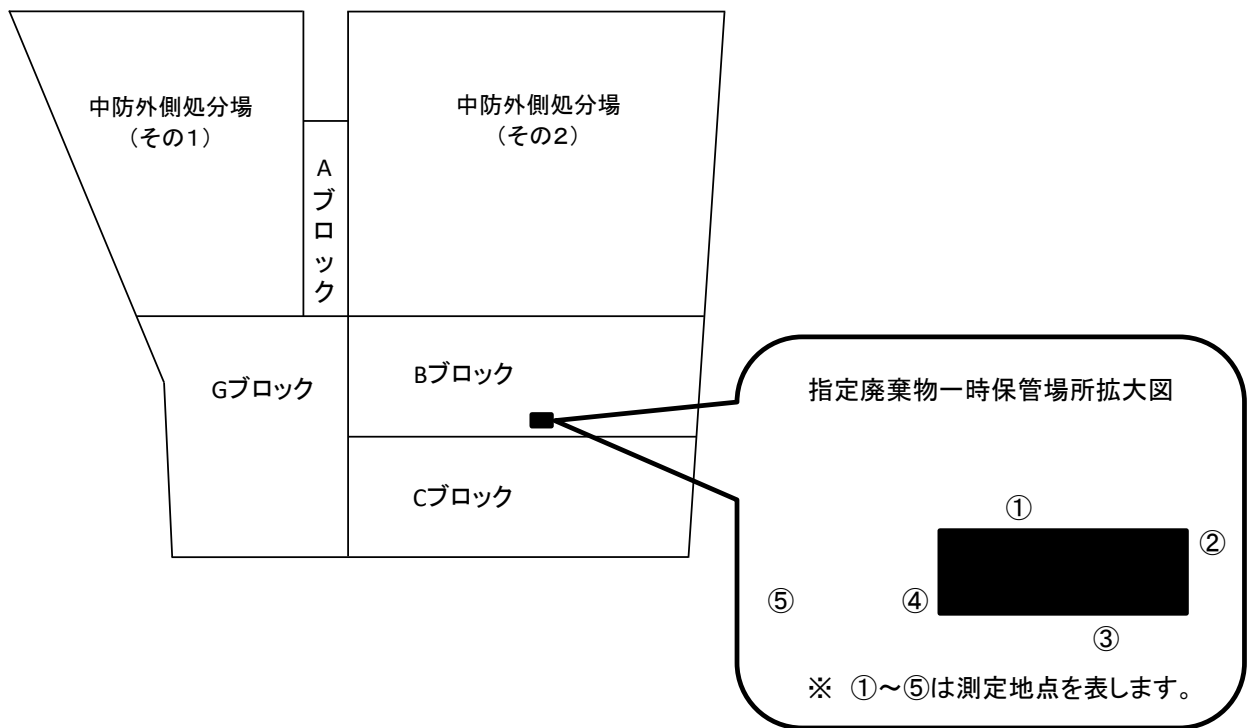 中防外側処分場
（その1）
中防外側処分場
（その２）
Aブロック
Gブロック
Bブロック
Cブロック
指定廃棄物一時保管場所拡大図
①
②
③
④
⑤
※ ①～⑤は測定地点を表します。